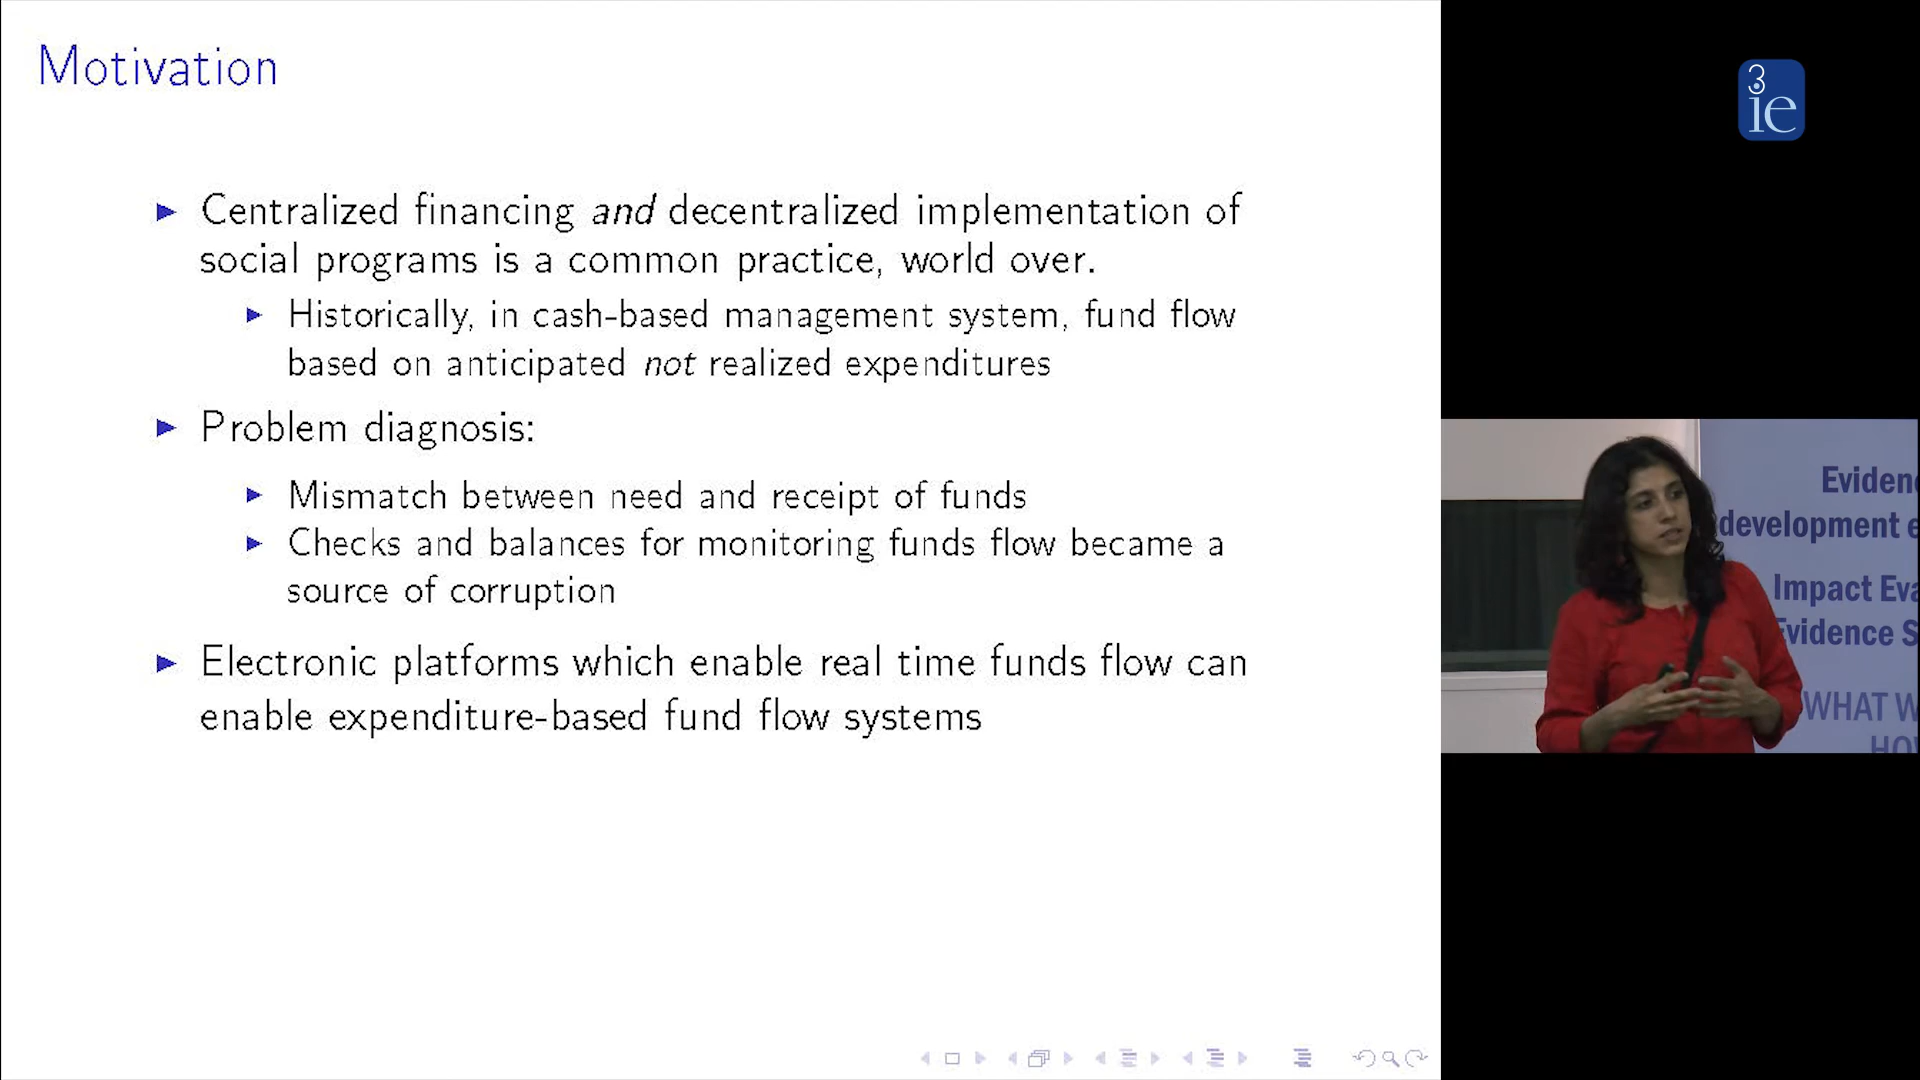 Motivation
Centralized financing and decentralized implementation of
social programs is a common practice, world over.
Historically, in cash-based management system, fund flow
based on anticipated not realized expenditures
Problem diagnosis:
Mismatch between need and receipt of funds
Checks and balances for monitoring funds flow became a
source of corruption
Electronic platforms which enable real time funds flow can
enable expenditure-based fund flow systems
3ie
Evidenc
development e
Impact Eva
Evidence S
WHAT W
HO